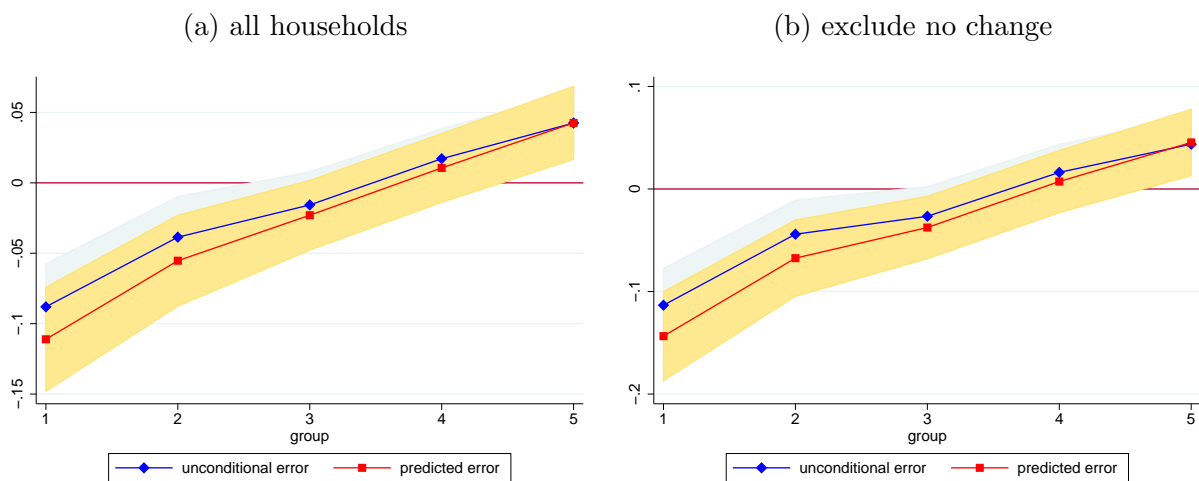 (a) all households
.05
0
-.05
-.1
-.15
1 2 3 4 5
group
unconditional error predicted error
(b) exclude no change
.1
0
-.1
-.2
1 2 3 4 5
group
unconditional error predicted error